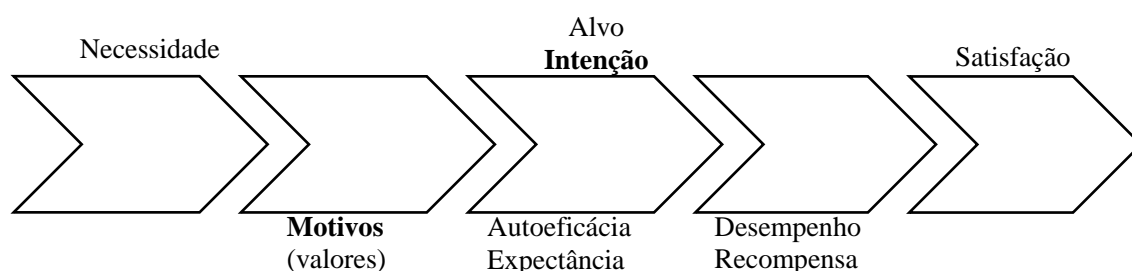 Necessidade
Motivos
(valores)
Alvo
Intenção
Autoeficácia
Expectância
Desempenho
Recompensa
Satisfação